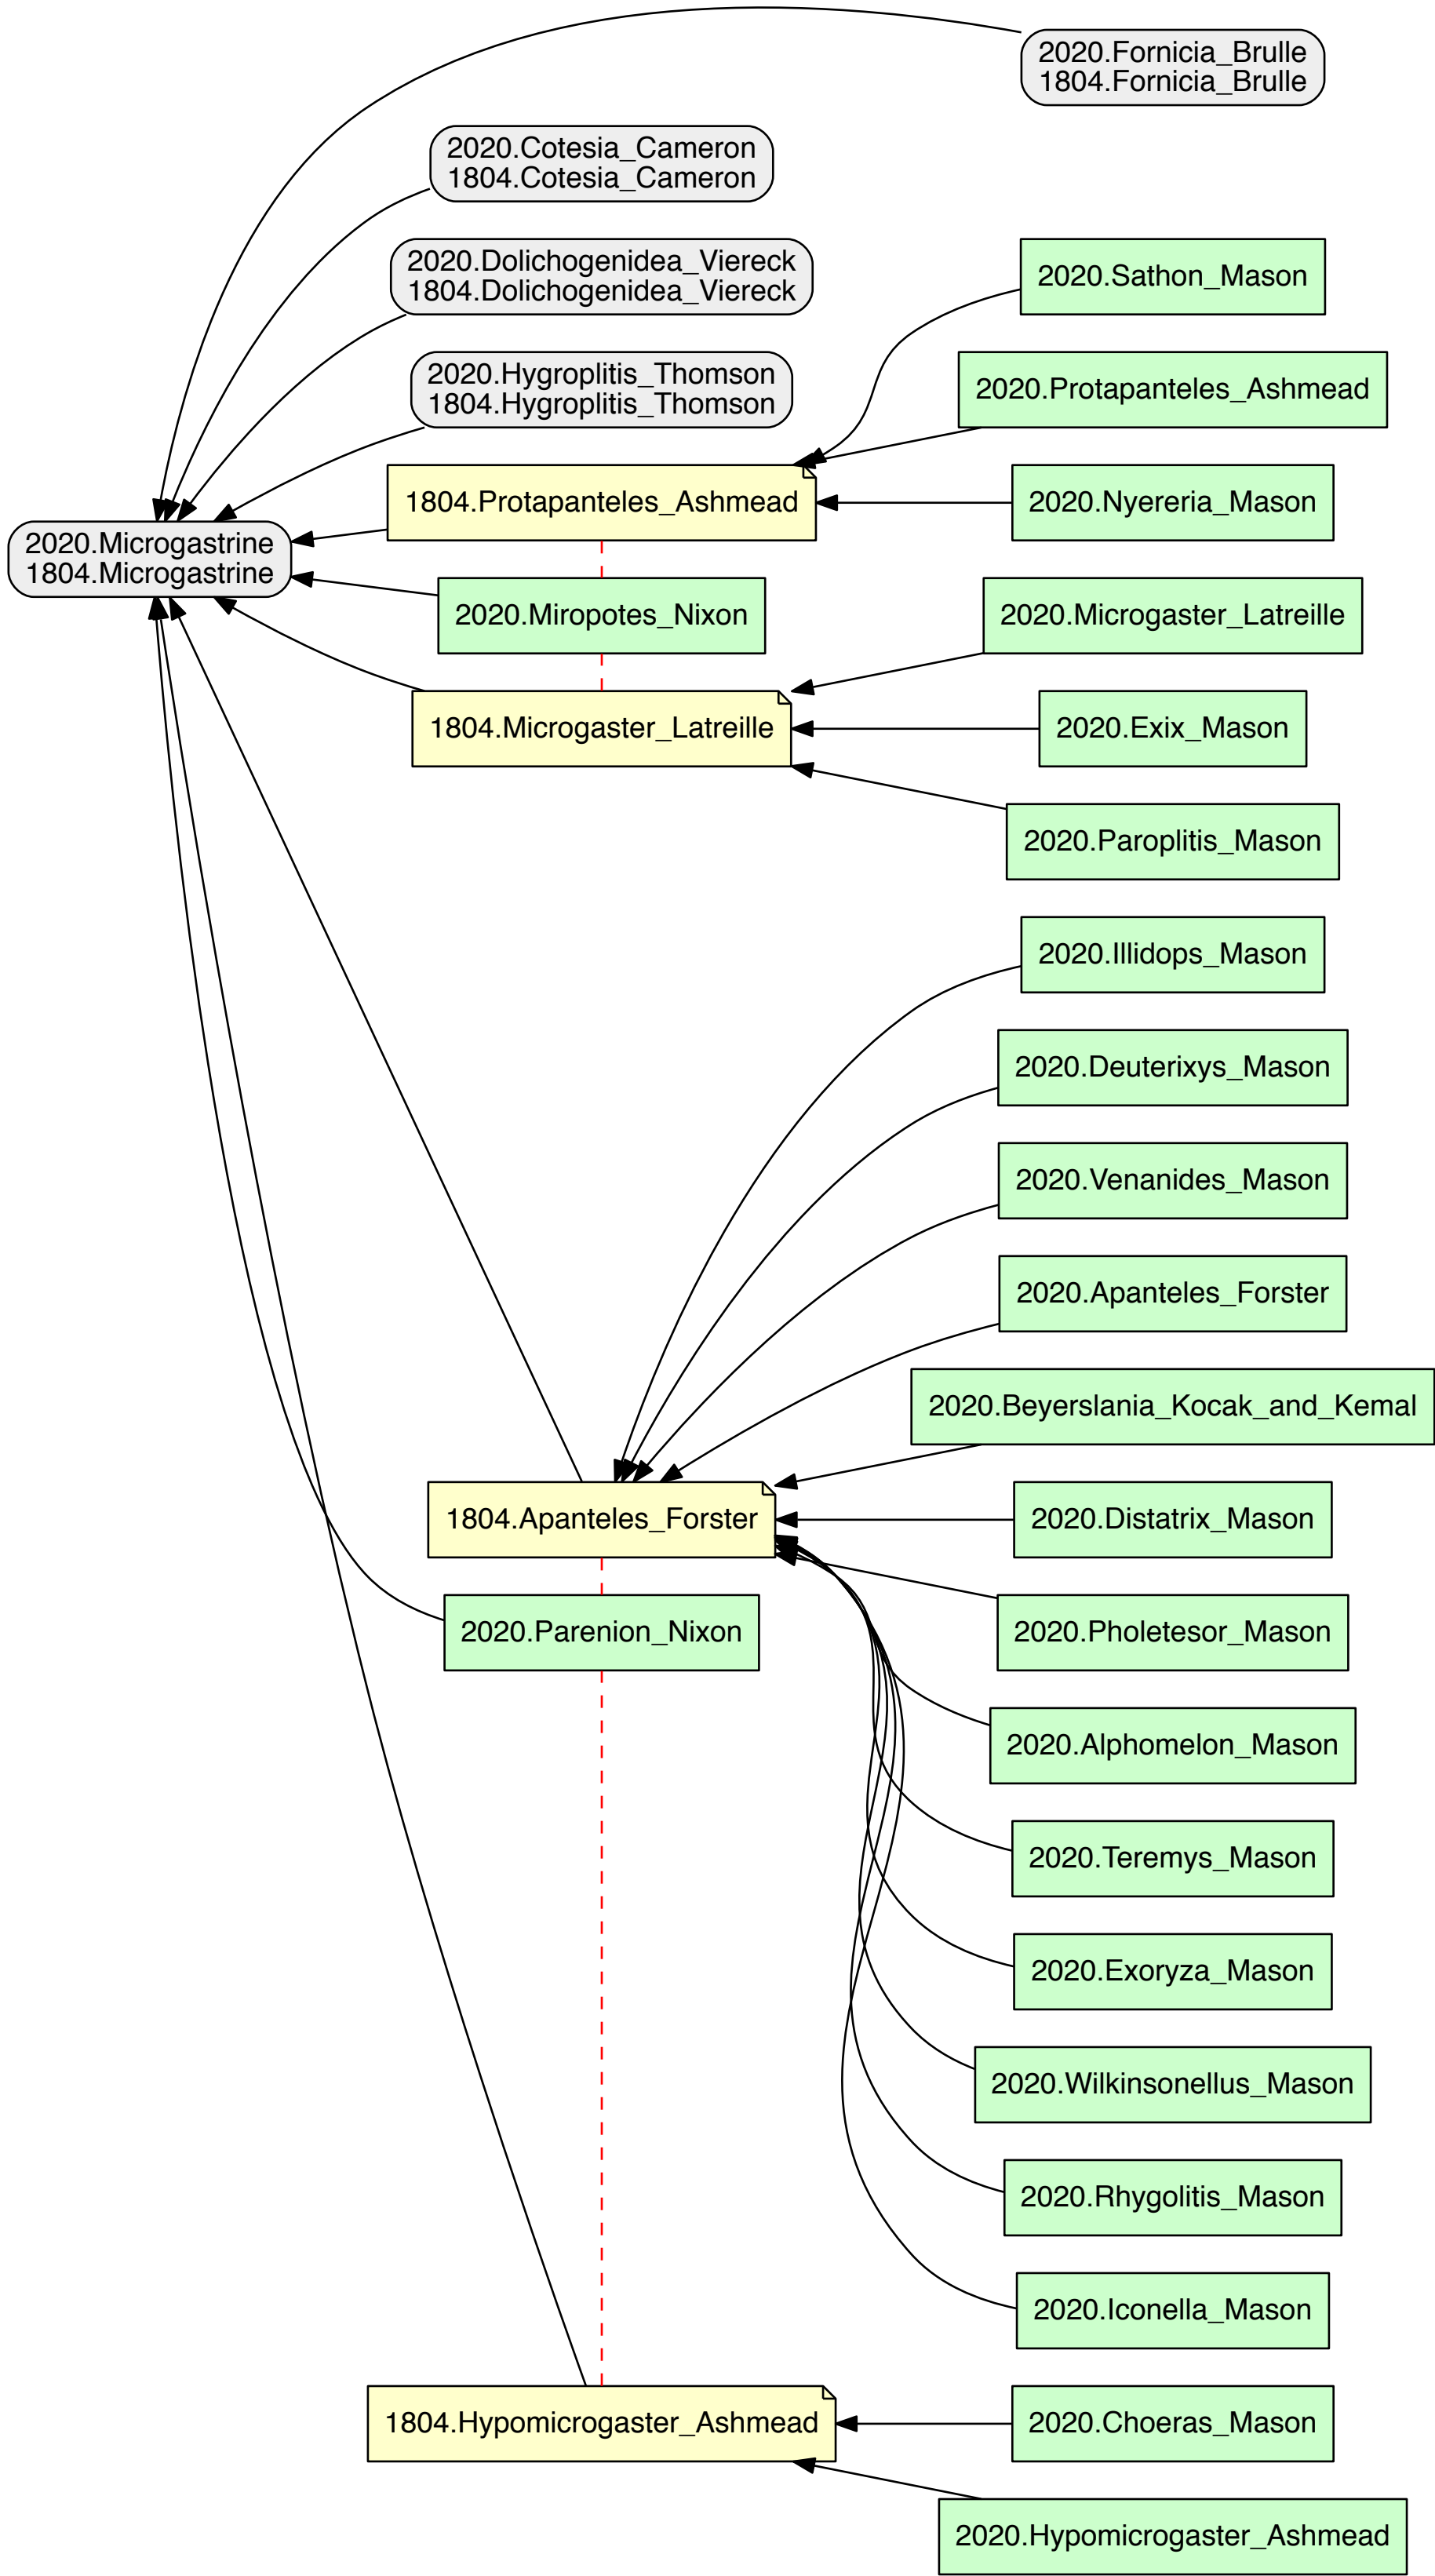 2020.Fornicia_Brulle
1804.Fornicia_Brulle
2020.Cotesia_Cameron
1804.Cotesia_Cameron
2020.Dolichogenidea_Viereck
1804.Dolichogenidea_Viereck
2020.Sathon_Mason
2020.Hygroplitis_Thomson
1804.Hygroplitis_Thomson
2020.Protapanteles_Ashmead
1804.Protapanteles_Ashmead
2020.Nyereria_Mason
2020.Microgastrine
1804.Microgastrine
2020.Miropotes_Nixon
2020.Microgaster_Latreille
1804.Microgaster_Latreille
2020.Exix_Mason
2020.Paroplitis_Mason
2020.Illidops_Mason
2020.Deuterixys_Mason
2020.Venanides_Mason
2020.Apanteles_Forster
2020.Beyerslania_Kocak_and_Kemal
1804.Apanteles_Forster
2020.Distatrix_Mason
2020.Parenion_Nixon
2020.Pholetesor_Mason
2020.Alphomelon_Mason
2020.Teremys_Mason
2020.Exoryza_Mason
2020.Wilkinsonellus_Mason
2020.Rhygolitis_Mason
2020.Iconella_Mason
1804.Hypomicrogaster_Ashmead
2020.Choeras_Mason
2020.Hypomicrogaster_Ashmead